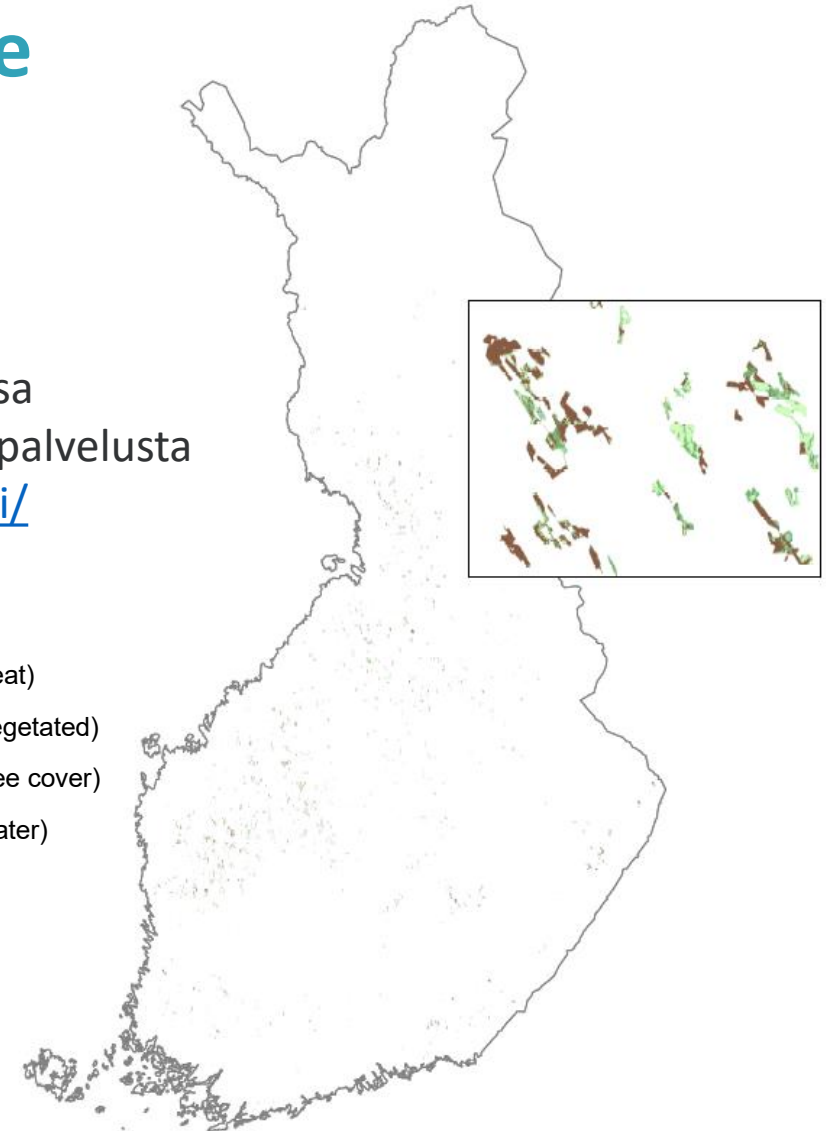 e
sa
palvelusta
i/
eat)
egetated)
ee cover)
ater)